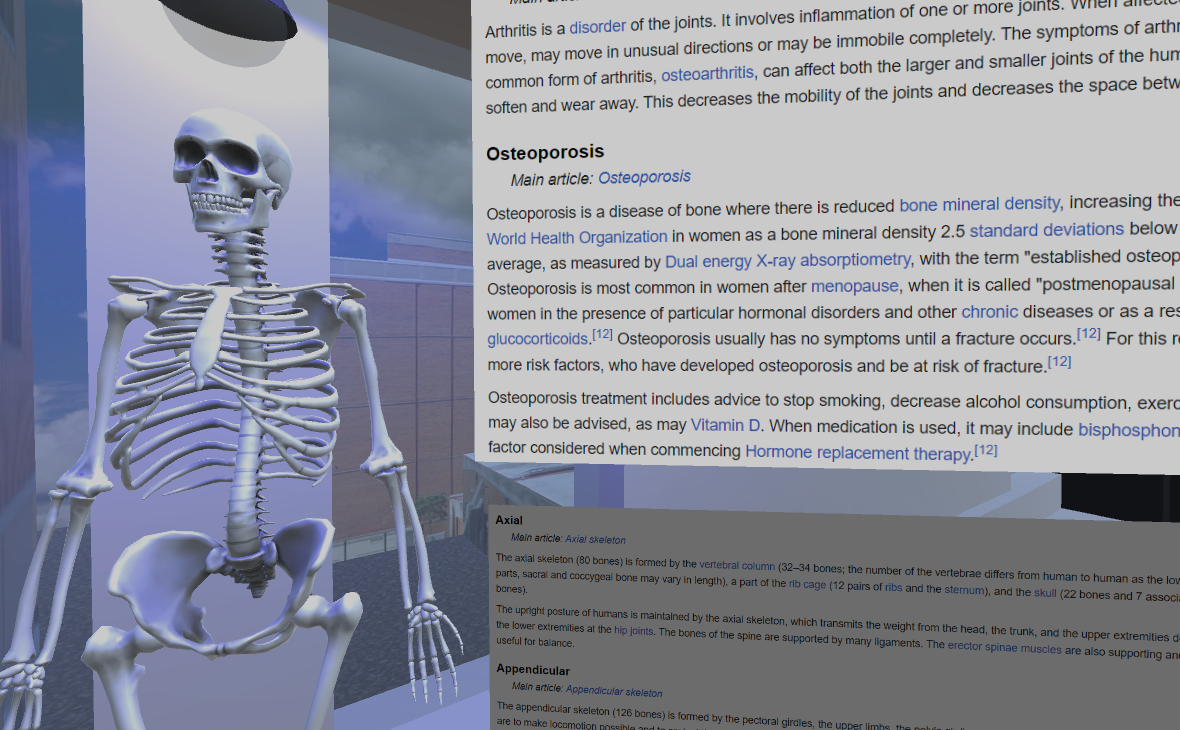 Arthritis is a disorder of the joints. It involves inflammation of one or more joints. When affected
move, may move in unusual directions or may be immobile completely. The symptoms of arthr
common form of arthritis, osteoarthritis, can affect both the larger and smaller joints of the hum
soften and wear away. This decreases the mobility of the joints and decreases the space betw
Osteoporosis
Main article: Osteoporosis
Osteoporosis is a disease of bone where there is reduced bone mineral density, increasing the
World Health Organization in women as a bone mineral density 2.5 standard deviations below
average, as measured by Dual energy X-ray absorptiometry, with the term "established osteop
Osteoporosis is most common in women after menopause, when it is called "postmenopausal
women in the presence of particular hormonal disorders and other chronic diseases or as a res
glucocorticoids.[12] Osteoporosis usually has no symptoms until a fracture occurs.[12] For this r
more risk factors, who have developed osteoporosis and be at risk of fracture.[12]
Osteoporosis treatment includes advice to stop smoking, decrease alcohol consumption, exerc
may also be advised, as may Vitamin D. When medication is used, it may include bisphosphon
factor considered when commencing Hormone replacement therapy.[12]
Axial
Main article: Axial skeleton
The axial skeleton (80 bones) is formed by the vertebral column (32–34 bones; the number of the vertebrae differs from human to human as the low
parts, sacral and coccygeal bone may vary in length), a part of the rib cage (12 pairs of ribs and the sternum), and the skull (22 bones and 7 associ
bones).
The upright posture of humans is maintained by the axial skeleton, which transmits the weight from the head, the trunk, and the upper extremities d
the lower extremities at the hip joints. The bones of the spine are supported by many ligaments. The erector spinae muscles are also supporting and
useful for balance.
Appendicular
Main article: Appendicular skeleton
The appendicular skeleton (126 bones) is formed by the pectoral girdles, the upper limbs, the
are to make locomotion possible and to